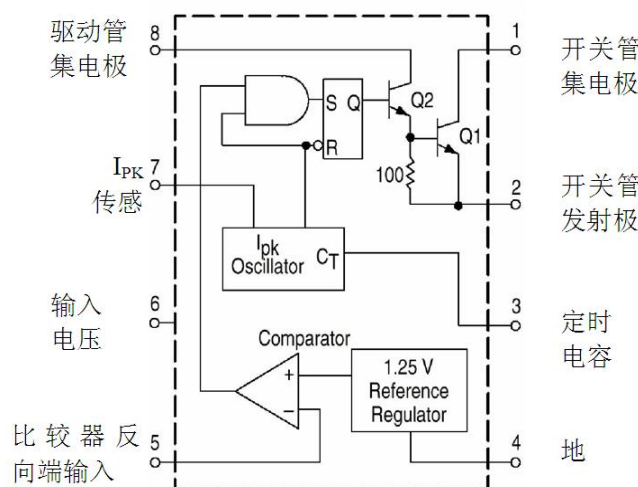 驱动管
集电极
8
1
开关管
集电极
S Q
Q2
Q1
R
100
I_PK
传感
7
2
开关管
发射极
Ipk
Oscillator
CT
输入
电压
6
3
定时
电容
Comparator
+
−
1.25 V
Reference
Regulator
比较器反
向端输入
5
4
地